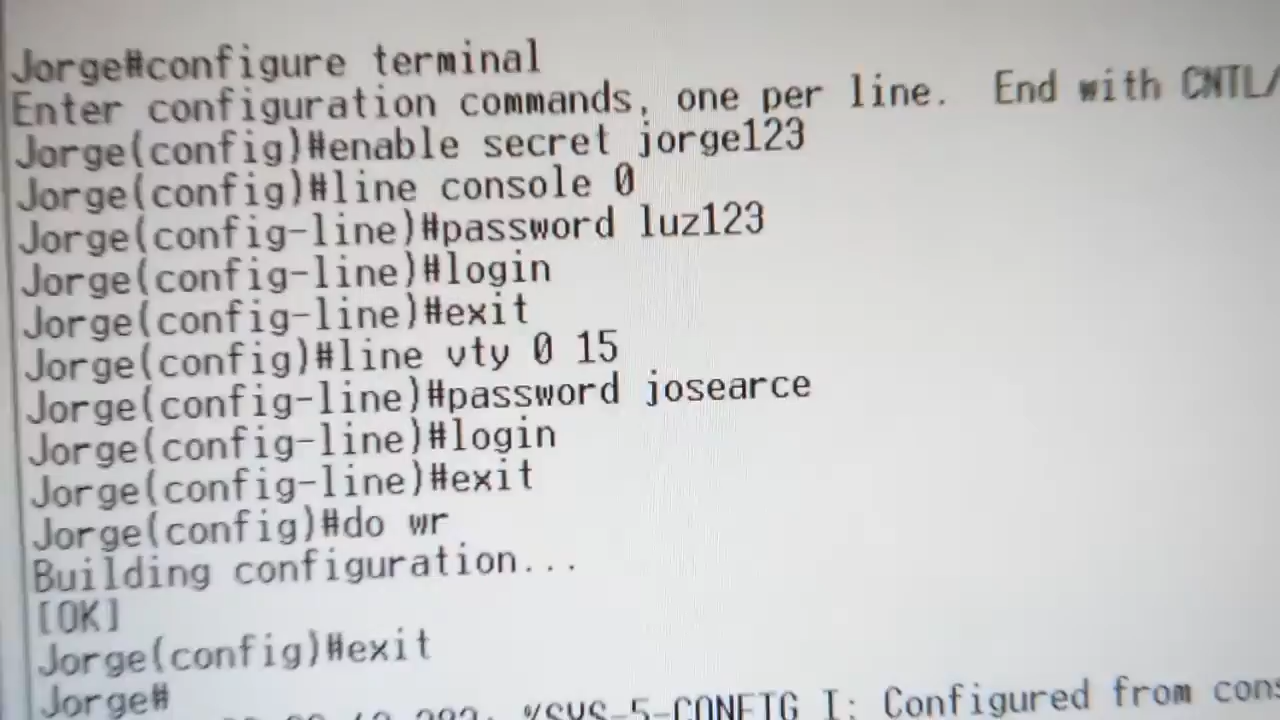 Jorge#configure terminal
Enter configuration commands, one per line.  End with CNTL/
Jorge(config)#enable secret jorge123
Jorge(config)#line console 0
Jorge(config-line)#password luz123
Jorge(config-line)#login
Jorge(config-line)#exit
Jorge(config)#line vty 0 15
Jorge(config-line)#password josearce
Jorge(config-line)#login
Jorge(config-line)#exit
Jorge(config)#do wr
Building configuration...
[OK]
Jorge(config)#exit
Jorge#
%SYS-5-CONFIG_I: Configured from cons